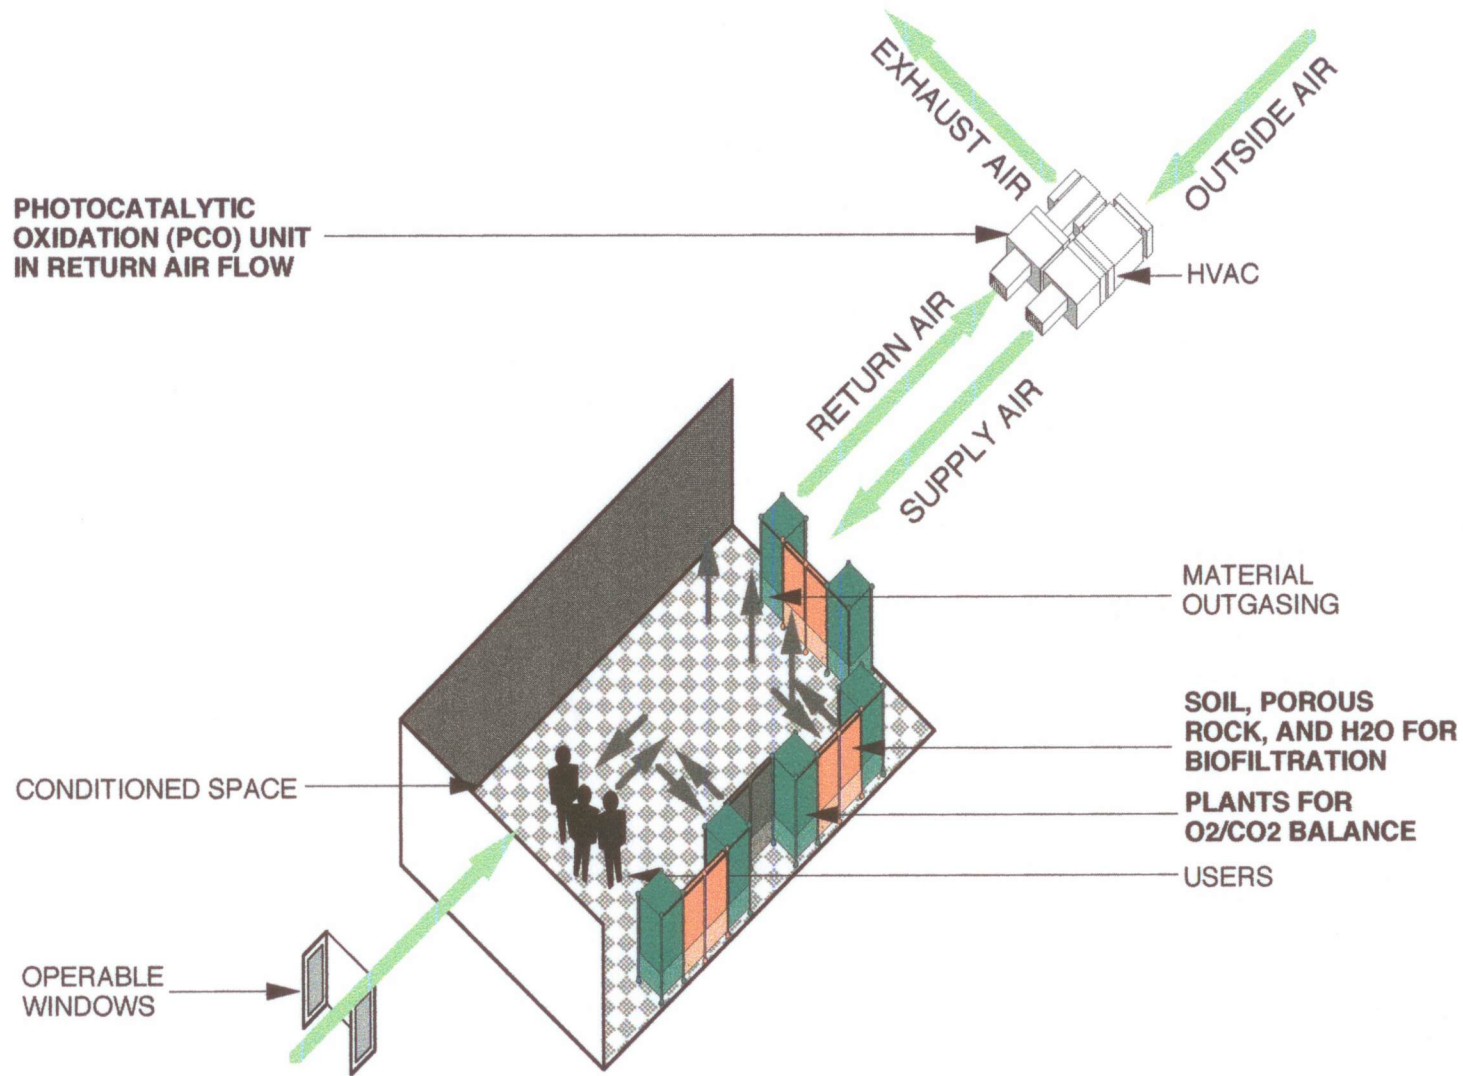 EXHAUST AIR
OUTSIDE AIR
PHOTOCATALYTIC
OXIDATION (PCO) UNIT
IN RETURN AIR FLOW
HVAC
RETURN AIR
SUPPLY AIR
MATERIAL
OUTGASING
SOIL, POROUS
ROCK, AND H2O FOR
BIOFILTRATION
CONDITIONED SPACE
PLANTS FOR
O2/CO2 BALANCE
USERS
OPERABLE
WINDOWS